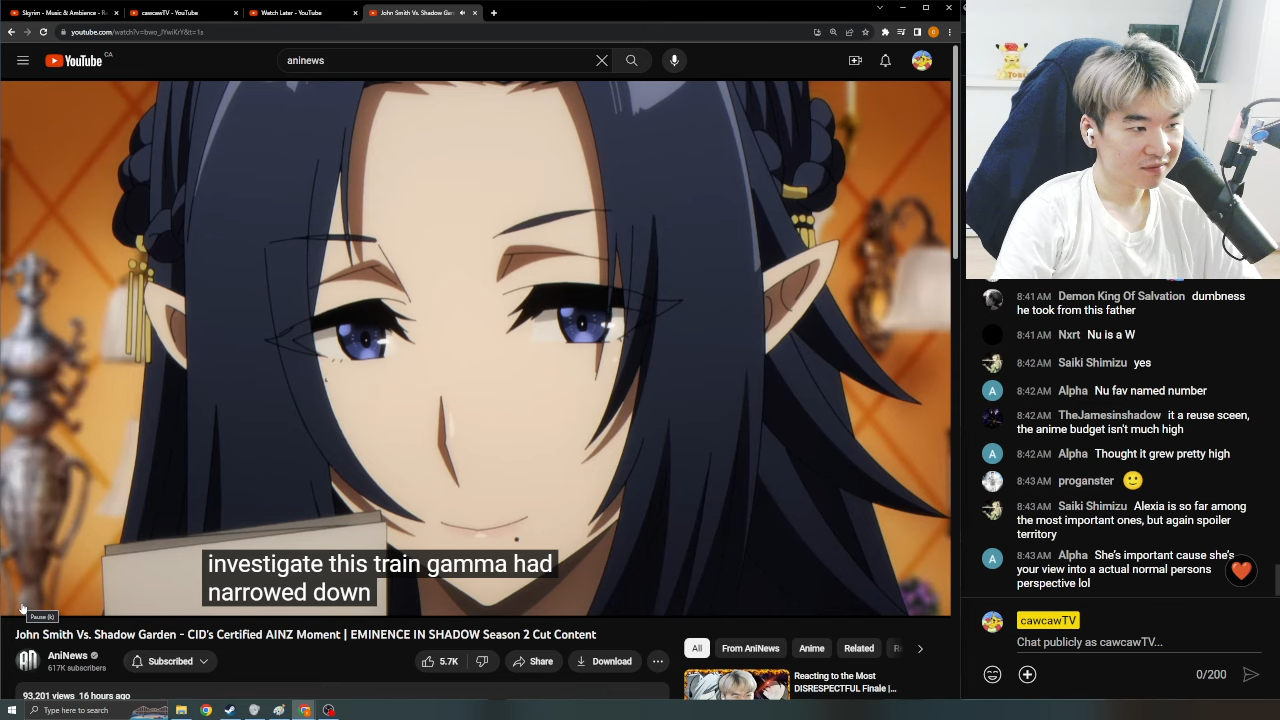 Skyrim - Music & Ambience - R
cawcawTV - YouTube
Watch Later - YouTube
John Smith Vs. Shadow Gar
youtube.com/watch?v=bwo_JYwiKrY&t=1s
YouTube CA
aninews
investigate this train gamma had
narrowed down
Pause (k)
John Smith Vs. Shadow Garden - CID's Certified AINZ Moment | EMINENCE IN SHADOW Season 2 Cut Content
AniNews
617K subscribers
Subscribed
5.7K
Share
Download
All
From AniNews
Anime
Related
93,201 views 16 hours ago
Reacting to the Most
DISRESPECTFUL Finale |...
Type here to search
8:41 AM Demon King Of Salvation dumbness
he took from this father
8:41 AM Nxrt Nu is a W
8:42 AM Saiki Shimizu yes
A 8:42 AM Alpha Nu fav named number
8:42 AM TheJamesinshadow it a reuse sceen,
the anime budget isn't much high
A 8:42 AM Alpha Thought it grew pretty high
8:43 AM proganster
8:43 AM Saiki Shimizu Alexia is so far among
the most important ones, but again spoiler
territory
A 8:43 AM Alpha She's important cause she's
your view into a actual normal persons
perspective lol
cawcawTV
Chat publicly as cawcawTV...
0/200